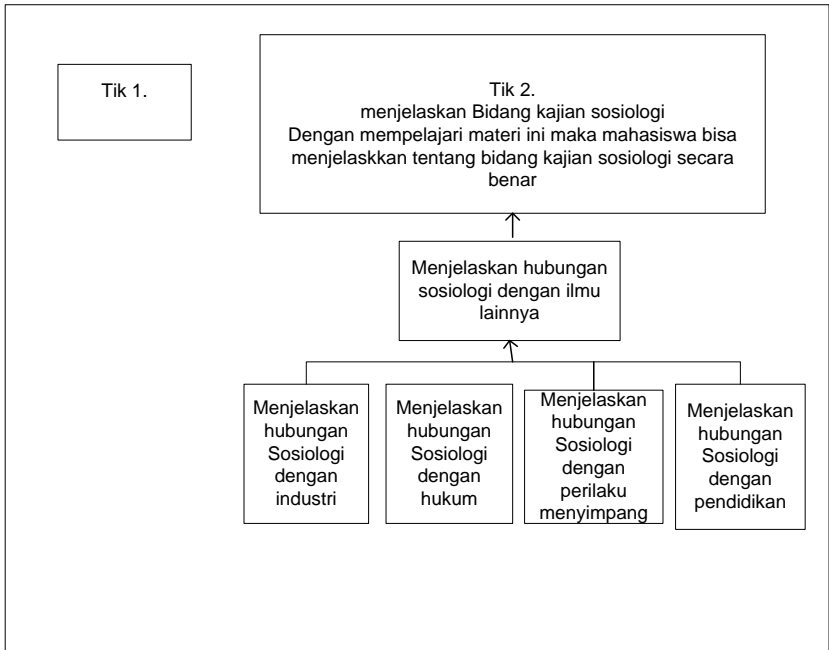 Tik 1.
Tik 2.
menjelaskan Bidang kajian sosiologi
Dengan mempelajari materi ini maka mahasiswa bisa
menjelaskkan tentang bidang kajian sosiologi secara
benar
Menjelaskan hubungan
sosiologi dengan ilmu
lainnya
Menjelaskan
hubungan
Sosiologi
dengan
industri
Menjelaskan
hubungan
Sosiologi
dengan
hukum
Menjelaskan
hubungan
Sosiologi
dengan
perilaku
menyimpang
Menjelaskan
hubungan
Sosiologi
dengan
pendidikan